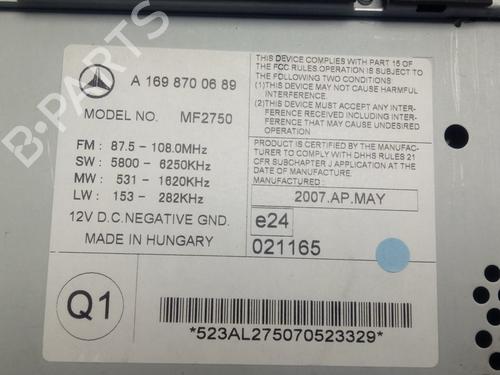 A 169 870 06 89
MODEL NO. MF2750
FM : 87.5 - 108.0MHz
SW : 5800 - 6250KHz
MW : 531 - 1620KHz
LW : 153 - 282KHz
12V D.C.NEGATIVE GND.
MADE IN HUNGARY
THIS DEVICE COMPLIES WITH PART 15 OF
THE FCC RULES.OPERATION IS SUBJECT TO
THE FOLLOWING TWO CONDITIONS
(1)THIS DEVICE MAY NOT CAUSE HARMFUL
INTERFERENCE.
(2)THIS DEVICE MUST ACCEPT ANY INTER-
FERENCE RECEIVED,INCLUDING INTER-
FERENCE THAT MAY CAUSE UNDESIRED
OPERATION
PRODUCT IS CERTIFIED BY THE MANUFAC-
TURER TO COMPLY WITH DHHS RULES 21
CFR SUBCHAPTER J APPLICABLE AT THE
DATE OF MANUFACTURE.
MANUFACTURED:
2007.AP.MAY
e24
021165
Q1
*523AL275070523329*
B-PARTS